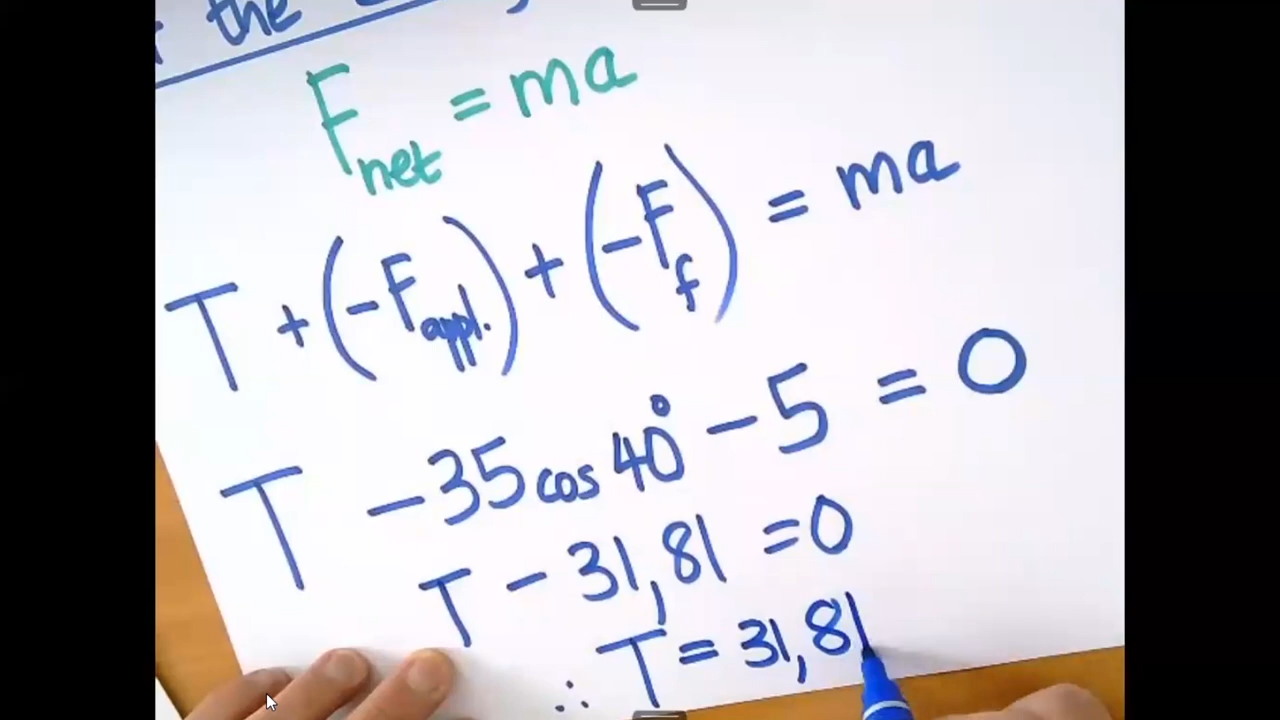 the
F_net = ma
T + (-F_appl.) + (-F_f) = ma
T - 35 cos 40° - 5 = 0
T - 31,81 = 0
∴ T = 31,81